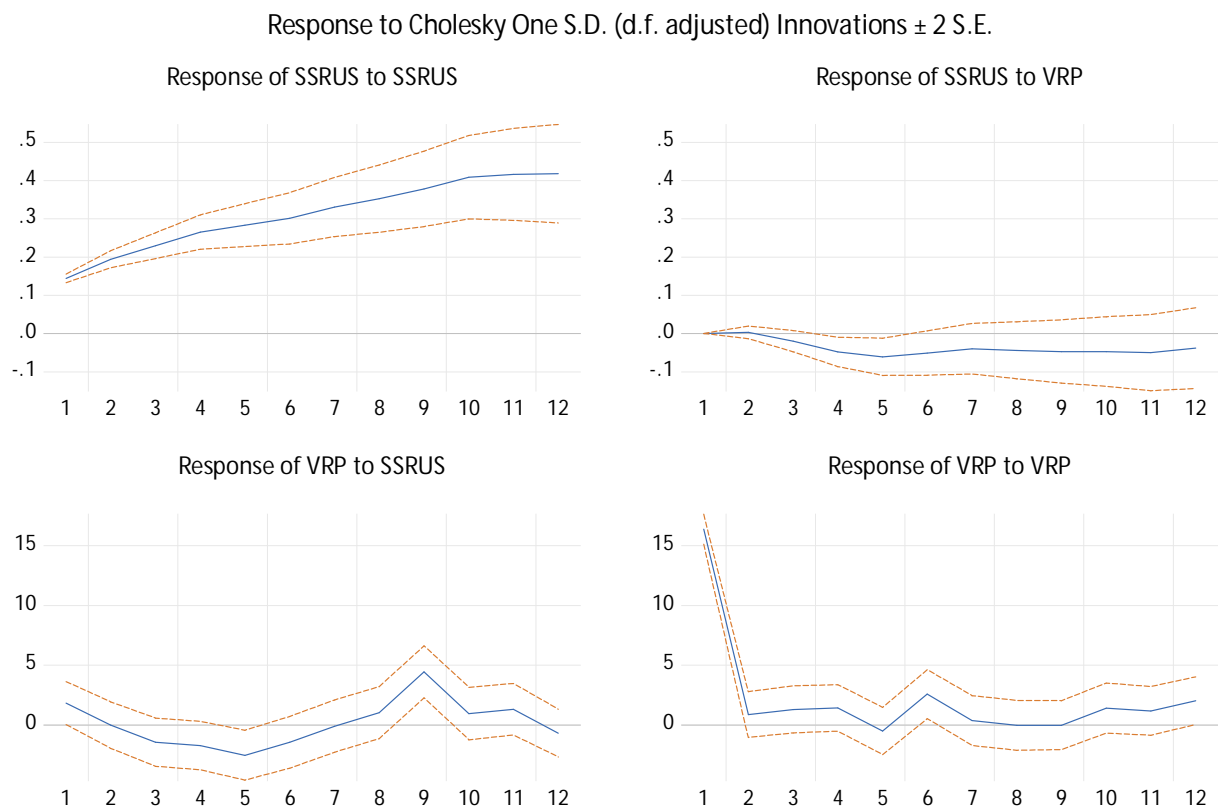 Response to Cholesky One S.D. (d.f. adjusted) Innovations ± 2 S.E.
Response of SSRUS to SSRUS
.5
.4
.3
.2
.1
.0
-.1
1 2 3 4 5 6 7 8 9 10 11 12
Response of SSRUS to VRP
.5
.4
.3
.2
.1
.0
-.1
1 2 3 4 5 6 7 8 9 10 11 12
Response of VRP to SSRUS
15
10
5
0
1 2 3 4 5 6 7 8 9 10 11 12
Response of VRP to VRP
15
10
5
0
1 2 3 4 5 6 7 8 9 10 11 12